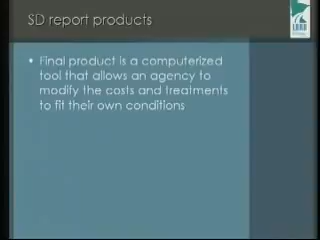 SD report products
• Final product is a computerized
tool that allows an agency to
modify the costs and treatments
to fit their own conditions